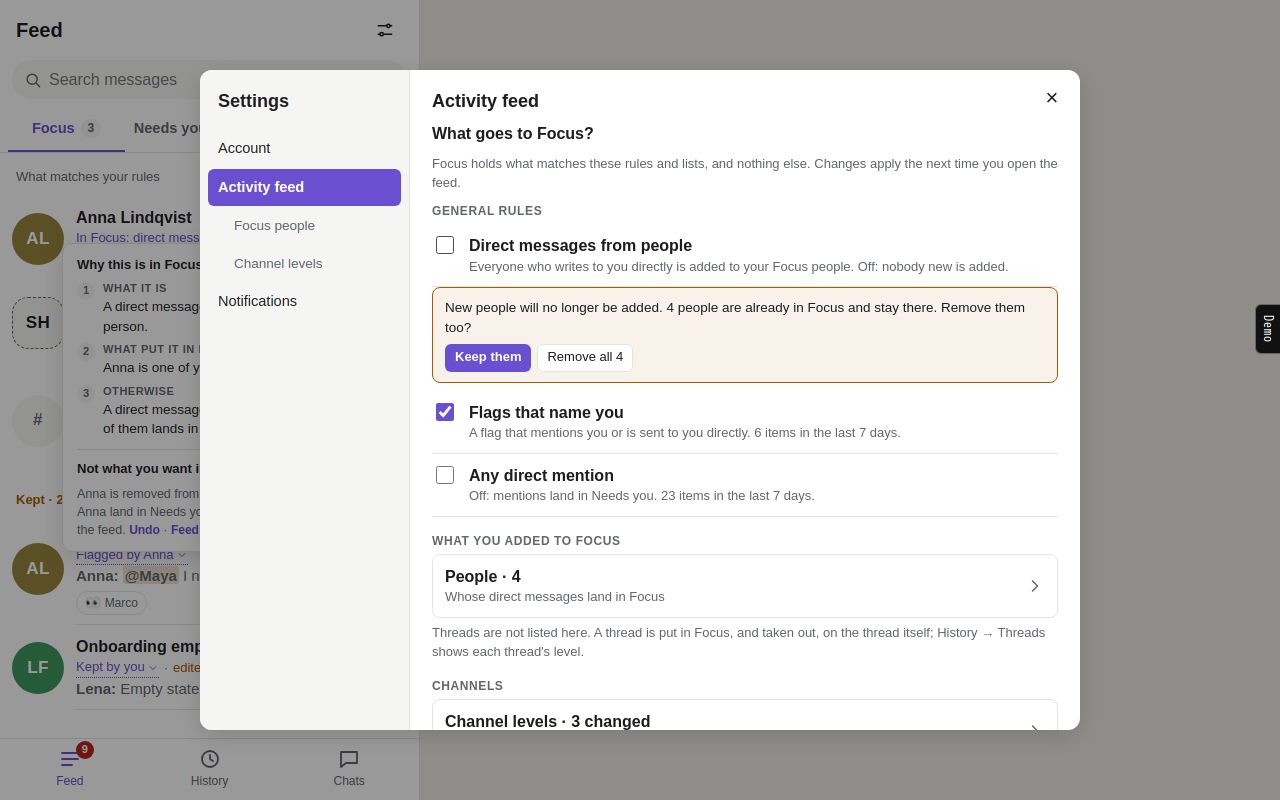 Feed
Search messages
Focus 3
Needs you
What matches your rules
AL
Anna Lindqvist
In Focus: direct mess
Why this is in Focus
1 WHAT IT IS
A direct message
person.
SH
2 WHAT PUT IT IN
Anna is one of y
3 OTHERWISE
A direct message
of them lands in
#
Not what you want i
Anna is removed from
Anna land in Needs yo
the feed. Undo · Feed
Kept · 2
AL
Flagged by Anna
Anna: @Maya I n
👀 Marco
LF
Onboarding emp
Kept by you · edite
Lena: Empty state
9
Feed
History
Chats
Settings
Account
Activity feed
Focus people
Channel levels
Notifications
Activity feed
×
What goes to Focus?
Focus holds what matches these rules and lists, and nothing else. Changes apply the next time you open the
feed.
GENERAL RULES
Direct messages from people
Everyone who writes to you directly is added to your Focus people. Off: nobody new is added.
New people will no longer be added. 4 people are already in Focus and stay there. Remove them
too?
Keep them
Remove all 4
Flags that name you
A flag that mentions you or is sent to you directly. 6 items in the last 7 days.
Any direct mention
Off: mentions land in Needs you. 23 items in the last 7 days.
WHAT YOU ADDED TO FOCUS
People · 4
Whose direct messages land in Focus
Threads are not listed here. A thread is put in Focus, and taken out, on the thread itself; History → Threads
shows each thread's level.
CHANNELS
Channel levels · 3 changed
Demo